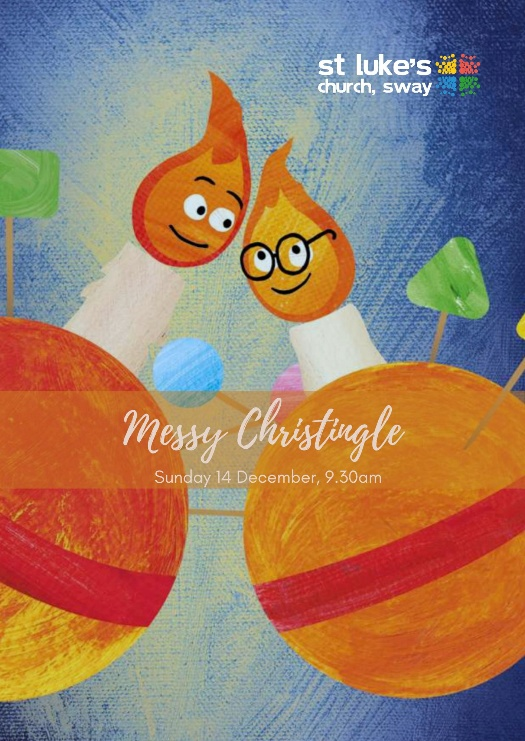 st luke's
church, sway
Messy Christingle
Sunday 14 December, 9.30am